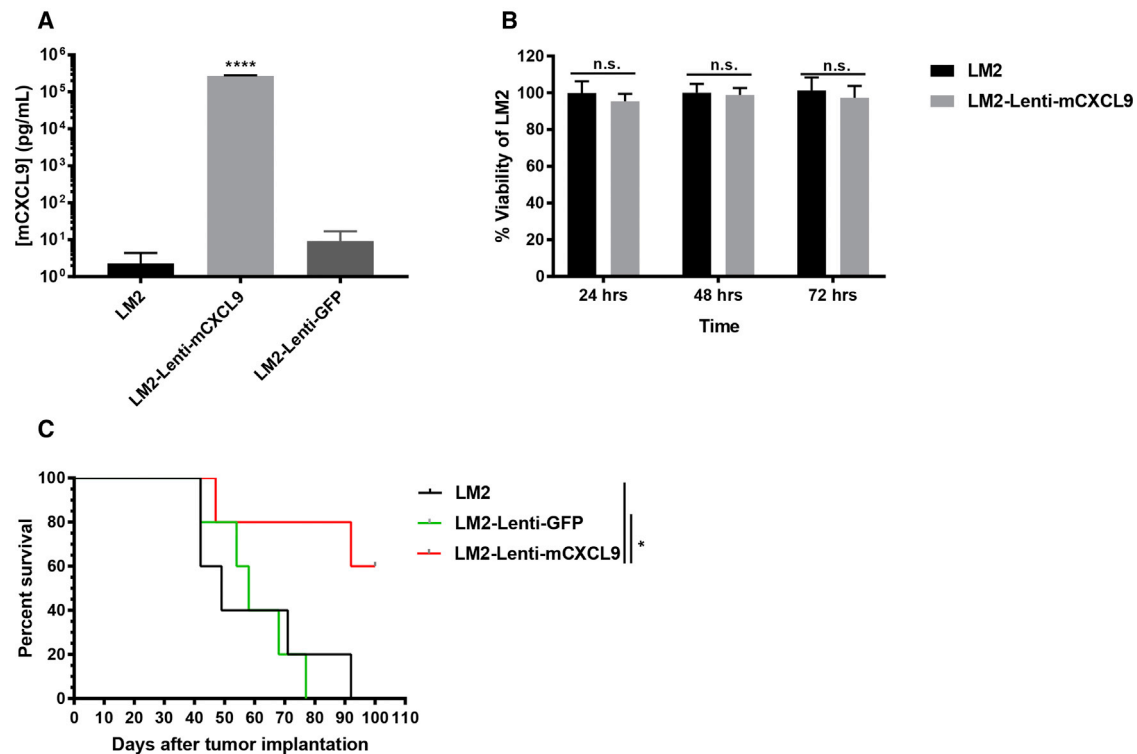 A
[mCXCL9] (pg/mL)
10⁶
10⁵
10⁴
10³
10²
10¹
10⁰
****
LM2
LM2-Lenti-mCXCL9
LM2-Lenti-GFP
B
% Viability of LM2
120
100
80
60
40
20
0
n.s.
n.s.
n.s.
24 hrs
48 hrs
72 hrs
Time
LM2
LM2-Lenti-mCXCL9
C
Percent survival
100
80
60
40
20
0
0 10 20 30 40 50 60 70 80 90 100 110
Days after tumor implantation
LM2
LM2-Lenti-GFP
LM2-Lenti-mCXCL9
*